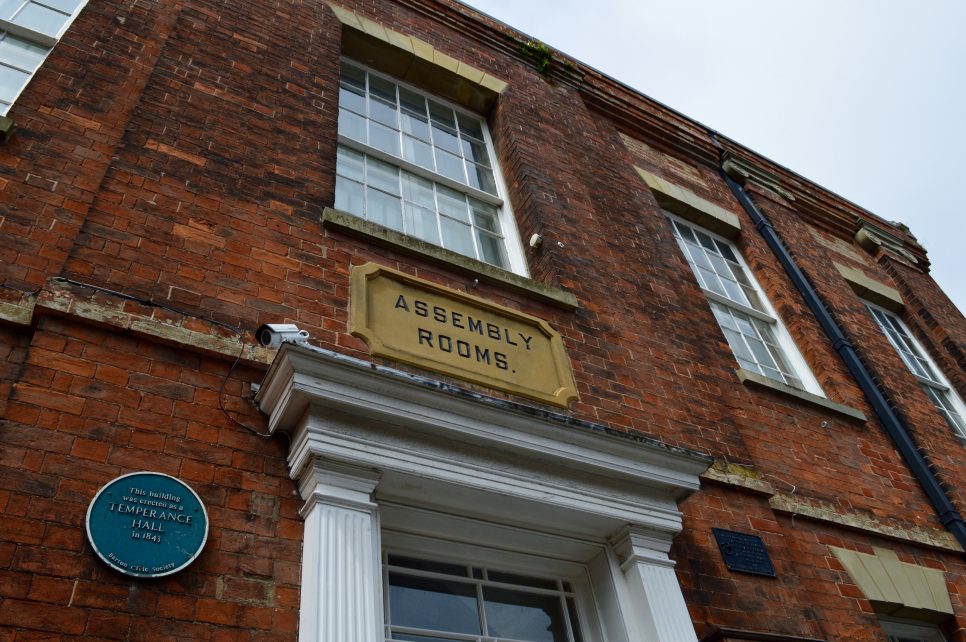 ASSEMBLY
ROOMS.
This building
was erected as a
TEMPERANCE
HALL
in 1843
Barton Civic Society